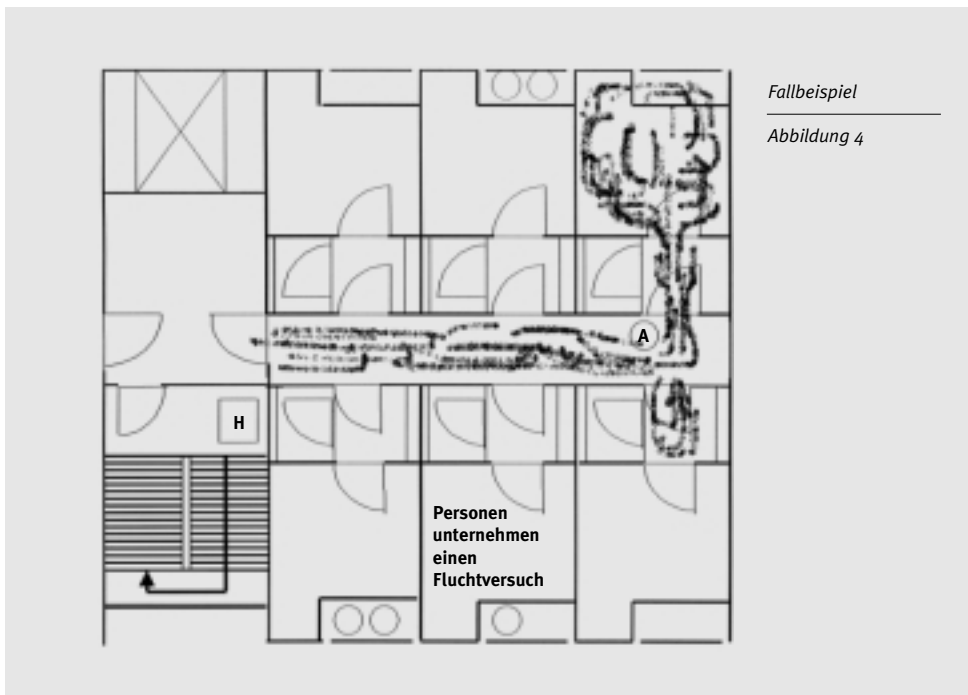 Fallbeispiel
Abbildung 4
A
H
Personen
unternehmen
einen
Fluchtversuch